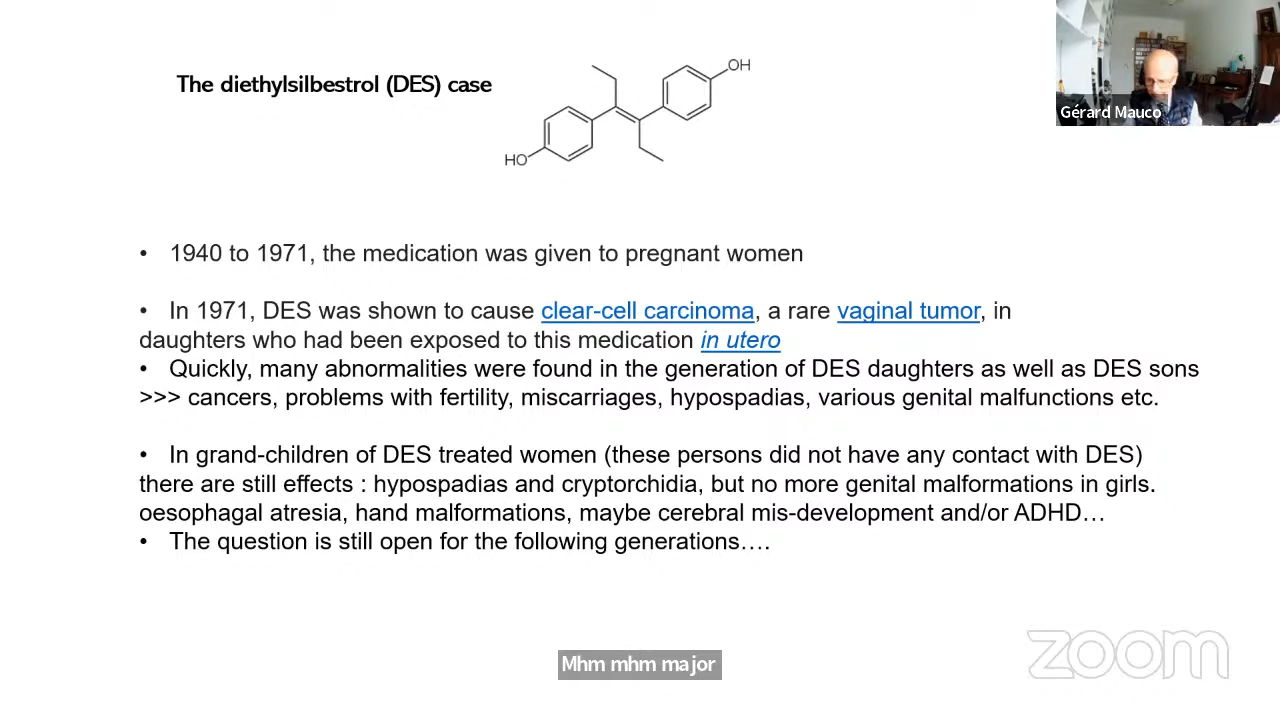 The diethylsilbestrol (DES) case
OH
HO
Gérard Mauco
• 1940 to 1971, the medication was given to pregnant women
• In 1971, DES was shown to cause clear-cell carcinoma, a rare vaginal tumor, in
daughters who had been exposed to this medication in utero
• Quickly, many abnormalities were found in the generation of DES daughters as well as DES sons
>>> cancers, problems with fertility, miscarriages, hypospadias, various genital malfunctions etc.
• In grand-children of DES treated women (these persons did not have any contact with DES)
there are still effects : hypospadias and cryptorchidia, but no more genital malformations in girls.
oesophagal atresia, hand malformations, maybe cerebral mis-development and/or ADHD…
• The question is still open for the following generations….
zoom
Mhm mhm major